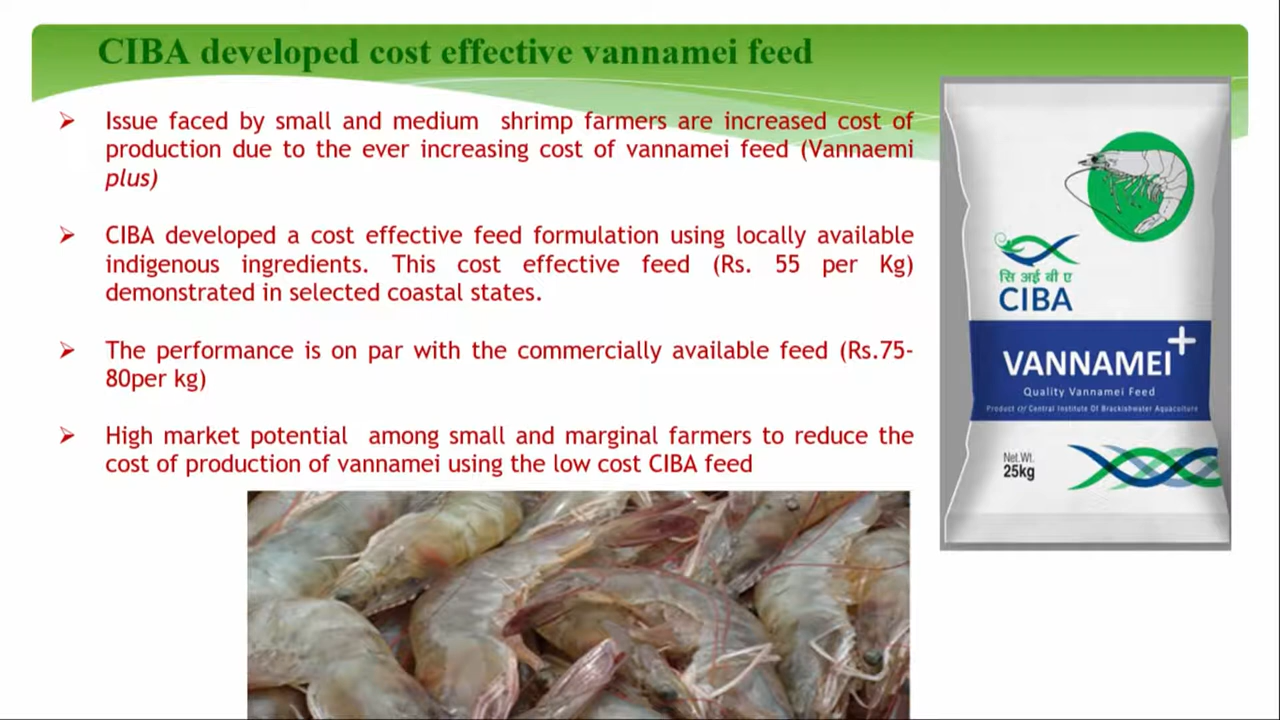 CIBA developed cost effective vannamei feed
Issue faced by small and medium shrimp farmers are increased cost of
production due to the ever increasing cost of vannamei feed (Vannaemi
plus)
CIBA developed a cost effective feed formulation using locally available
indigenous ingredients. This cost effective feed (Rs. 55 per Kg)
demonstrated in selected coastal states.
The performance is on par with the commercially available feed (Rs.75-
80per kg)
High market potential among small and marginal farmers to reduce the
cost of production of vannamei using the low cost CIBA feed
सि आई बी ए
CIBA
VANNAMEI+
Quality Vannamei Feed
Product of Central Institute Of Brackishwater Aquaculture
Net.Wt.
25kg